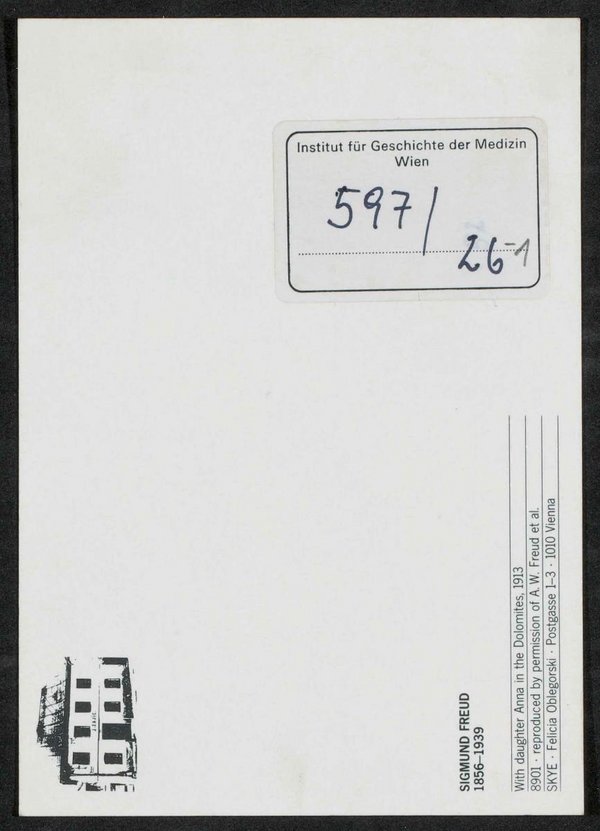 Institut für Geschichte der Medizin
Wien
597/
26-1
SIGMUND FREUD
1856–1939
With daughter Anna in the Dolomites, 1913
8901 · reproduced by permission of A. W. Freud et al.
SKYE · Felicia Oblegorski · Postgasse 1–3 · 1010 Vienna